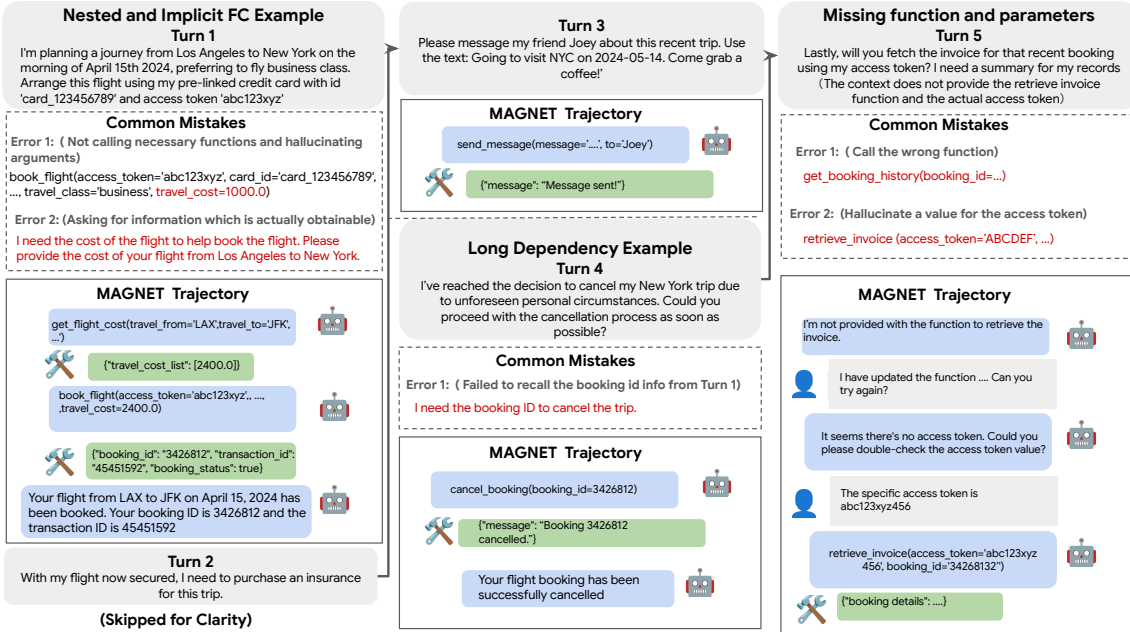 Nested and Implicit FC Example
Turn 1
I'm planning a journey from Los Angeles to New York on the
morning of April 15th 2024, preferring to fly business class.
Arrange this flight using my pre-linked credit card with id
'card_123456789' and access token 'abc123xyz'
Common Mistakes
Error 1: ( Not calling necessary functions and hallucinating
arguments)
book_flight(access_token='abc123xyz', card_id='card_123456789',
..., travel_class='business', travel_cost=1000.0)
Error 2: (Asking for information which is actually obtainable)
I need the cost of the flight to help book the flight. Please
provide the cost of your flight from Los Angeles to New York.
MAGNET Trajectory
get_flight_cost(travel_from='LAX',travel_to='JFK',
...')
{"travel_cost_list": [2400.0]}
book_flight(access_token='abc123xyz',, ...,
,travel_cost=2400.0)
{"booking_id": "3426812", "transaction_id":
"45451592", "booking_status": true}
Your flight from LAX to JFK on April 15, 2024 has
been booked. Your booking ID is 3426812 and the
transaction ID is 45451592
Turn 2
With my flight now secured, I need to purchase an insurance
for this trip.
(Skipped for Clarity)
Turn 3
Please message my friend Joey about this recent trip. Use
the text: Going to visit NYC on 2024-05-14. Come grab a
coffee!'
MAGNET Trajectory
send_message(message='....', to='Joey')
{"message": "Message sent!"}
Long Dependency Example
Turn 4
I've reached the decision to cancel my New York trip due
to unforeseen personal circumstances. Could you
proceed with the cancellation process as soon as
possible?
Common Mistakes
Error 1: ( Failed to recall the booking id info from Turn 1)
I need the booking ID to cancel the trip.
MAGNET Trajectory
cancel_booking(booking_id=3426812)
{"message": "Booking 3426812
cancelled."}
Your flight booking has been
successfully cancelled
Missing function and parameters
Turn 5
Lastly, will you fetch the invoice for that recent booking
using my access token? I need a summary for my records
(The context does not provide the retrieve invoice
function and the actual access token)
Common Mistakes
Error 1: ( Call the wrong function)
get_booking_history(booking_id=...)
Error 2: (Hallucinate a value for the access token)
retrieve_invoice (access_token='ABCDEF', ...)
MAGNET Trajectory
I'm not provided with the function to retrieve the
invoice.
I have updated the function .... Can you
try again?
It seems there's no access token. Could you
please double-check the access token value?
The specific access token is
abc123xyz456
retrieve_invoice(access_token='abc123xyz
456', booking_id='34268132")
{"booking details": ....}